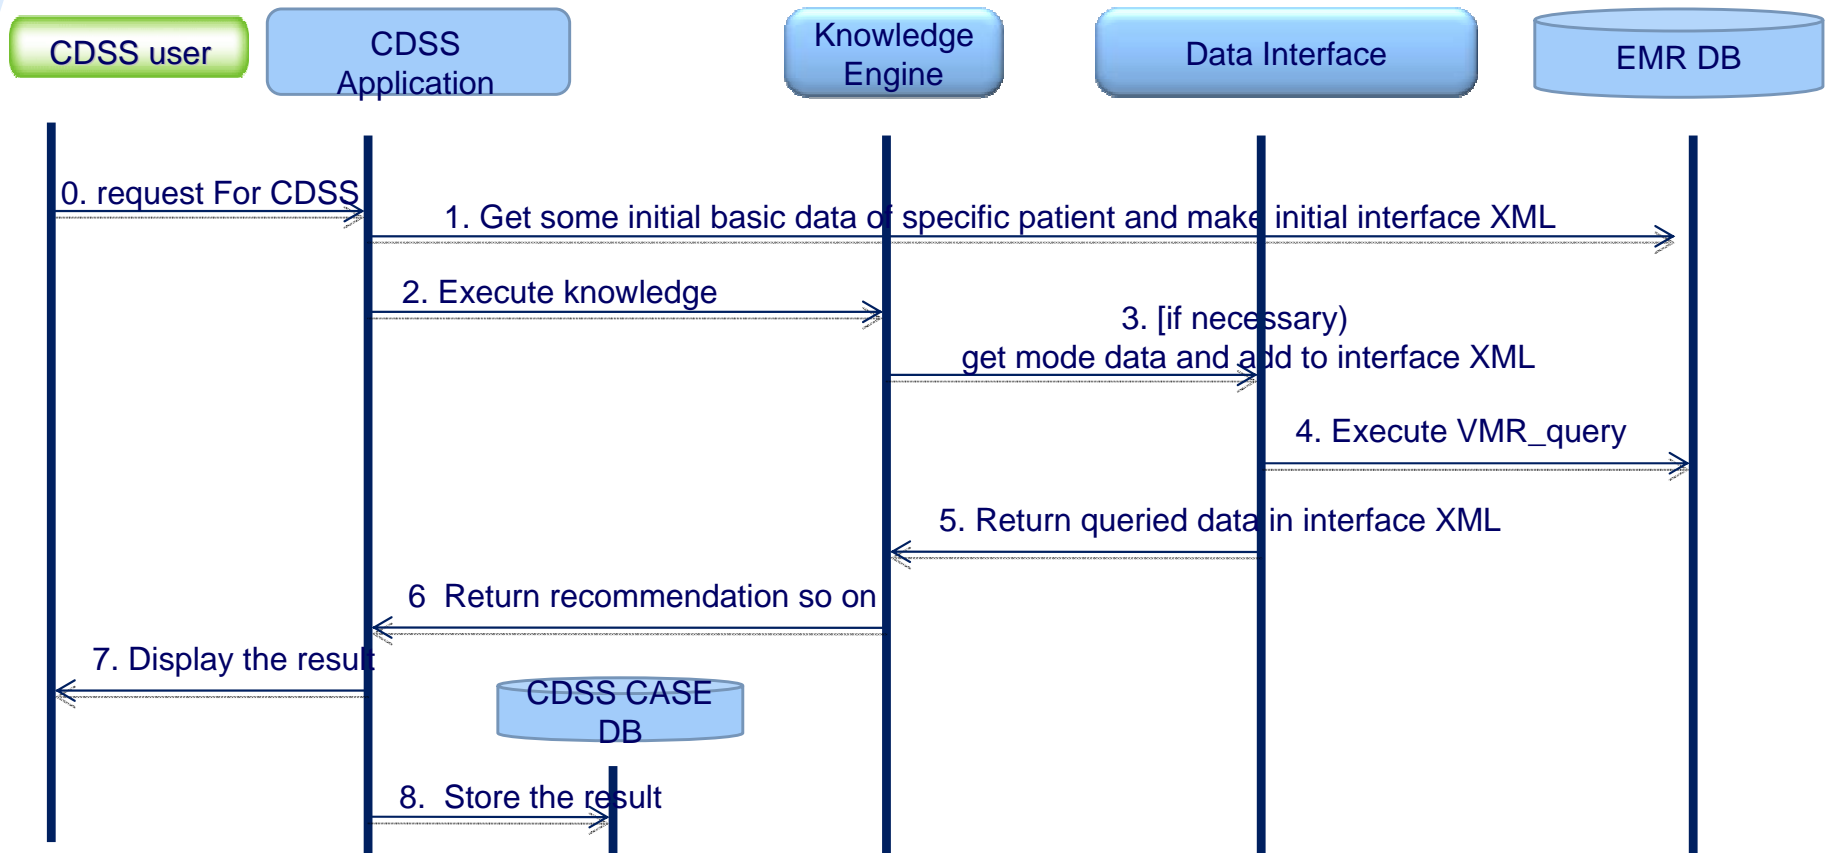 CDSS user
CDSS
Application
Knowledge
Engine
Data Interface
EMR DB
0. request For CDSS
1. Get some initial basic data of specific patient and make initial interface XML
2. Execute knowledge
3. [if necessary)
get mode data and add to interface XML
4. Execute VMR_query
5. Return queried data in interface XML
6  Return recommendation so on
7. Display the result
CDSS CASE
DB
8.  Store the result